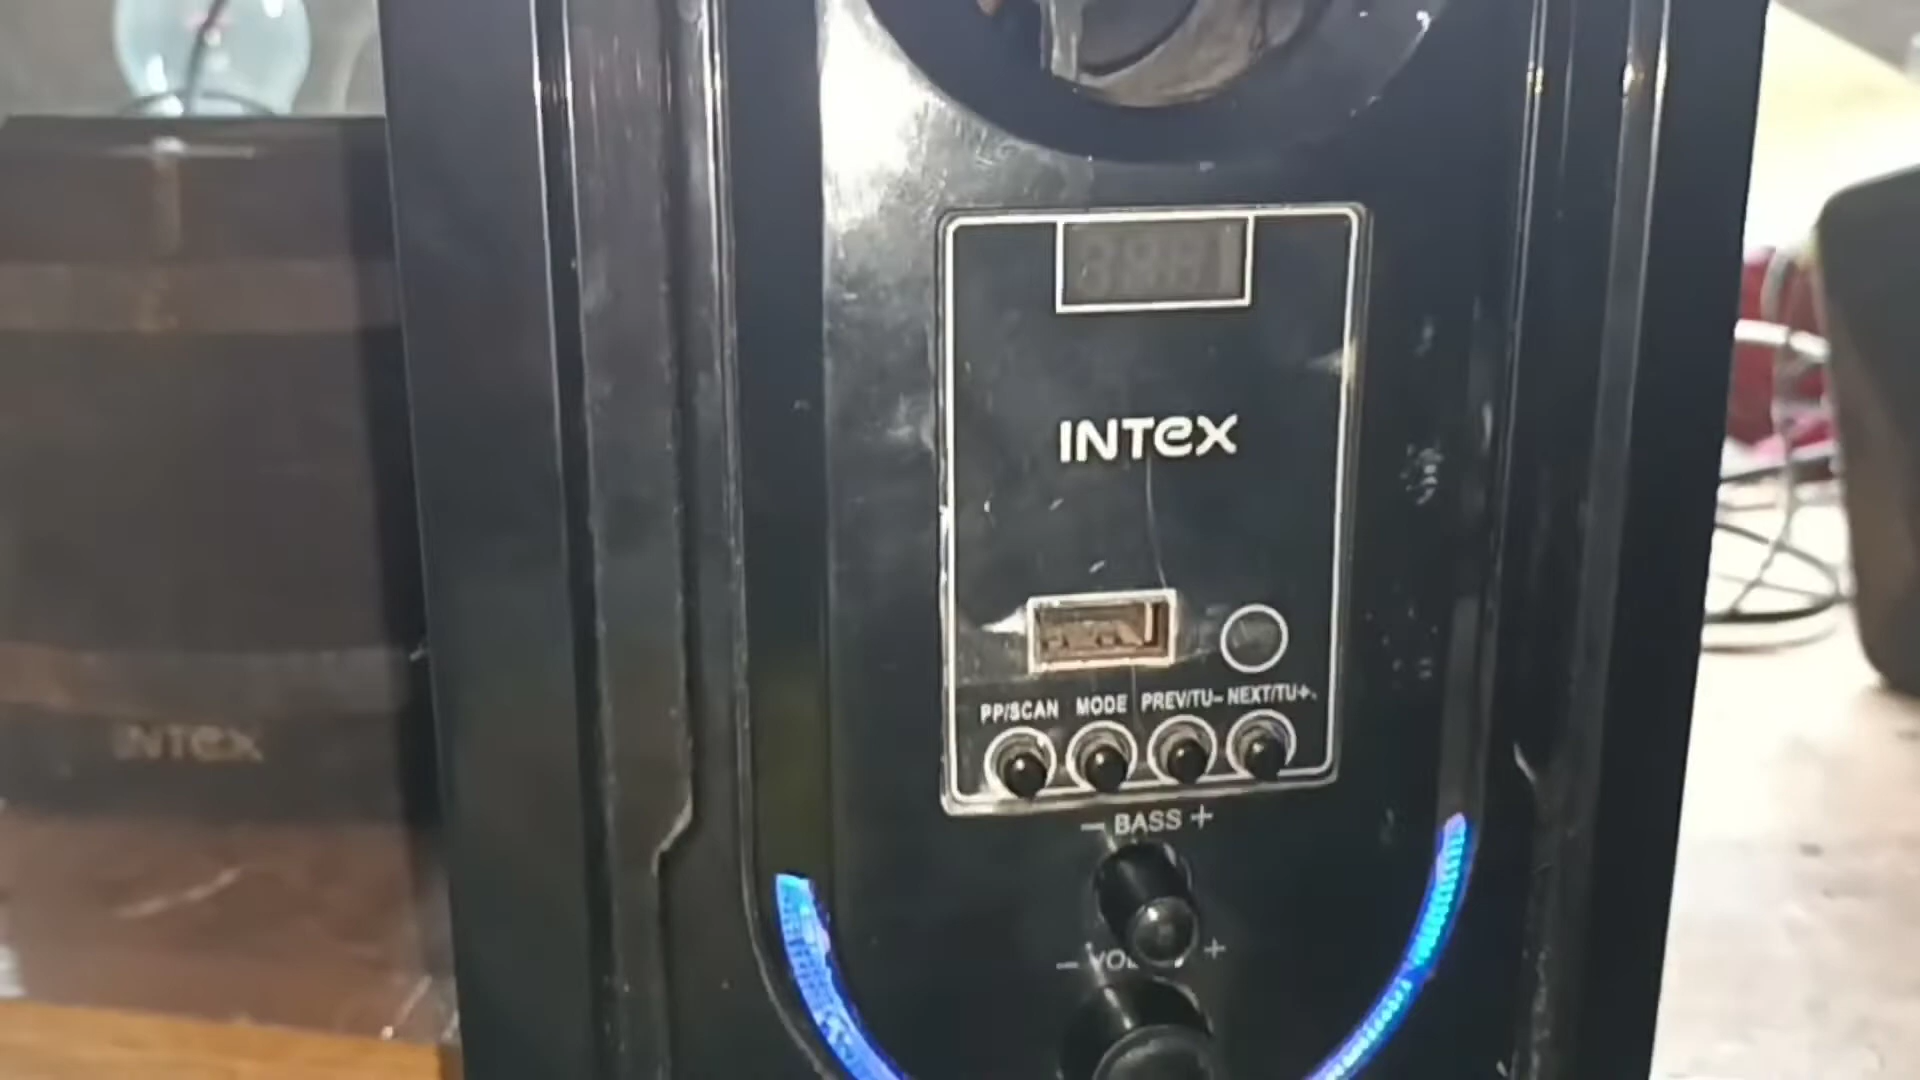 INTEX
PP/SCAN MODE PREV/TU- NEXT/TU+
- BASS +
INTEX